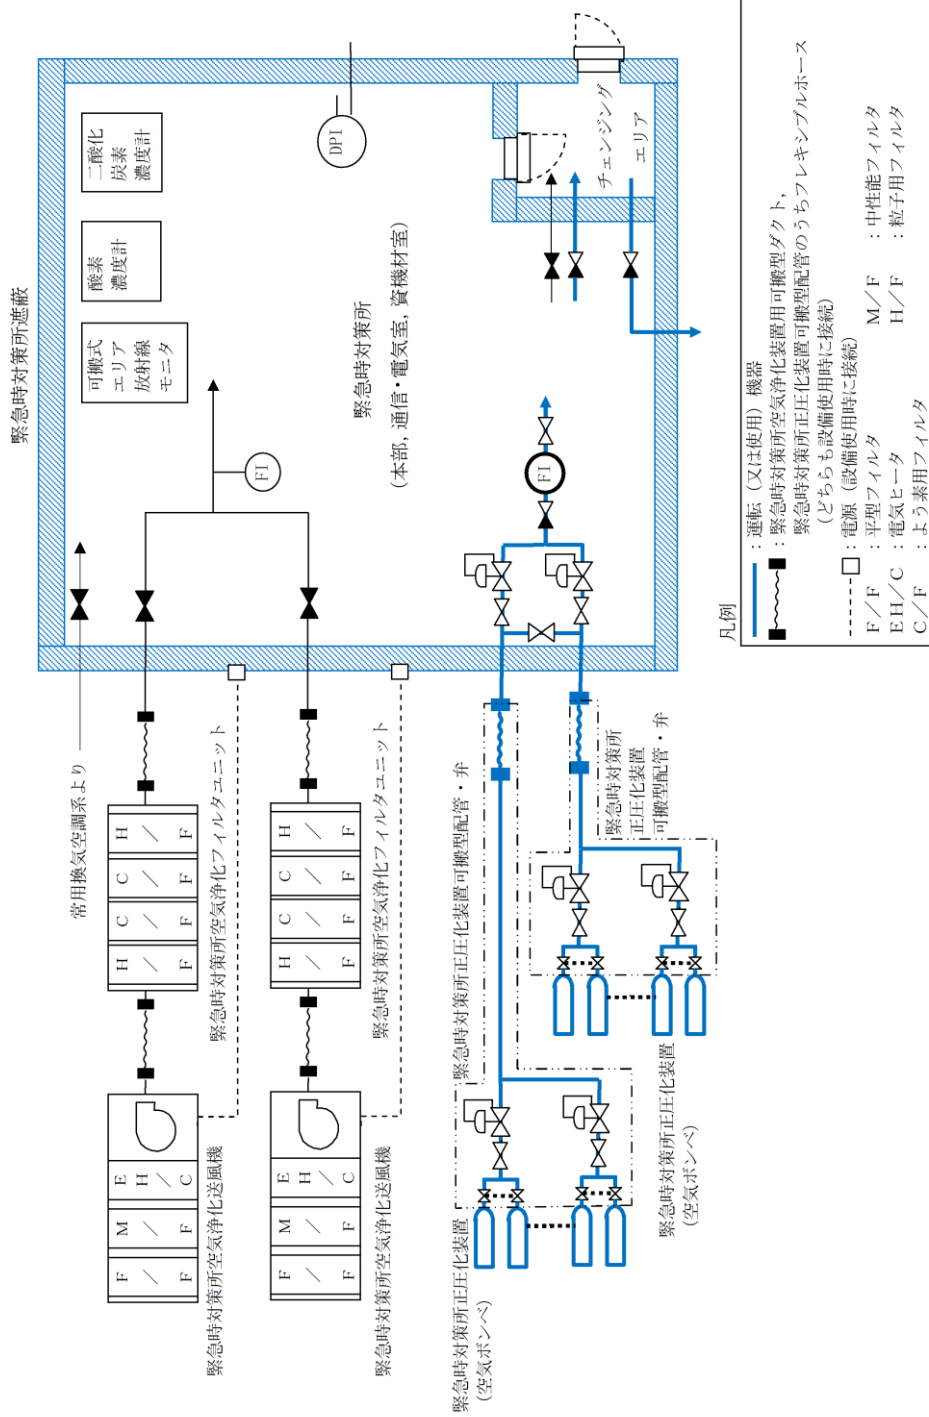 緊急時対策所遮蔽
二酸化
炭素
濃度計
酸素
濃度計
可搬式
エリア
放射線
モニタ
DPI
チェンジング
エリア
緊急時対策所
(本部, 通信・電気室, 資機材室)
FI
FI
常用換気空調系より
H/F
C/F
C/F
H/F
緊急時対策所空気浄化フィルタユニット
H/F
C/F
C/F
H/F
緊急時対策所空気浄化フィルタユニット
F/F
M/F
EH/C
緊急時対策所空気浄化送風機
F/F
M/F
EH/C
緊急時対策所空気浄化送風機
緊急時対策所正圧化装置可搬型配管・弁
緊急時対策所
正圧化装置
可搬型配管・弁
緊急時対策所正圧化装置
(空気ボンベ)
緊急時対策所正圧化装置
(空気ボンベ)
凡例
:運転(又は使用)機器
:緊急時対策所空気浄化装置用可搬型ダクト,
緊急時対策所正圧化装置可搬型配管のうちフレキシブルホース
(どちらも設備使用時に接続)
:電源(設備使用時に接続)
F/F :平型フィルタ M/F :中性能フィルタ
EH/C :電気ヒータ H/F :粒子用フィルタ
C/F :よう素用フィルタ